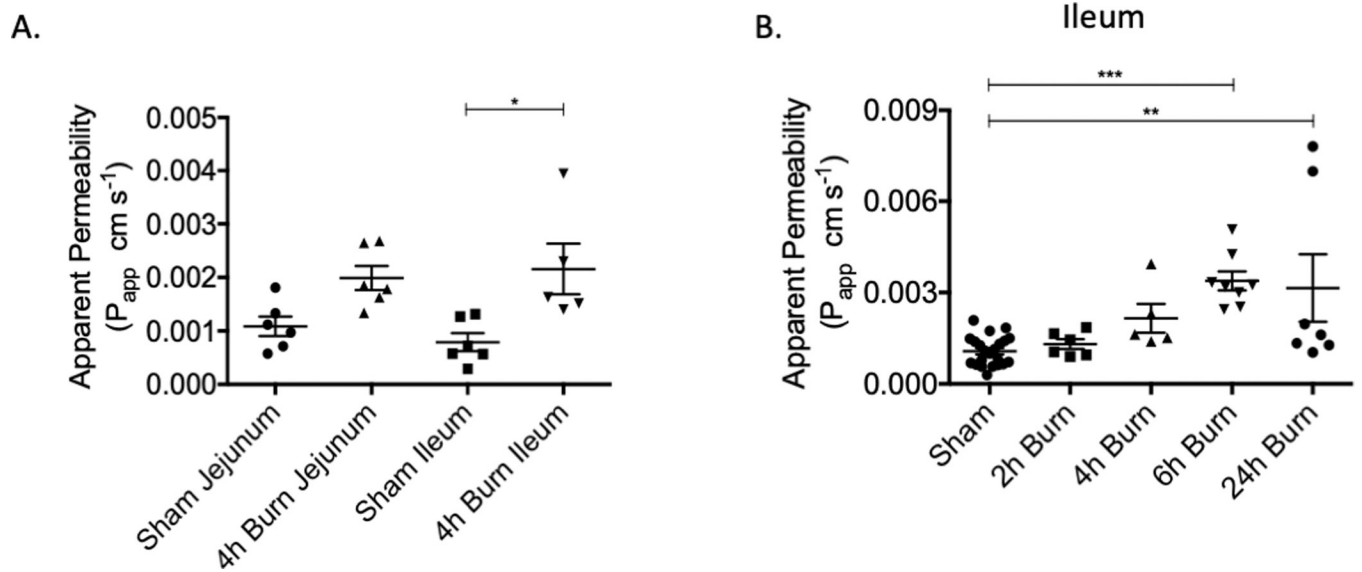 A.
Apparent Permeability
(Papp cm s-1)
0.005
0.004
0.003
0.002
0.001
0.000
*
Sham Jejunum
4h Burn Jejunum
Sham Ileum
4h Burn Ileum
B.
Ileum
Apparent Permeability
(Papp cm s-1)
0.009
0.006
0.003
0.000
***
**
Sham
2h Burn
4h Burn
6h Burn
24h Burn